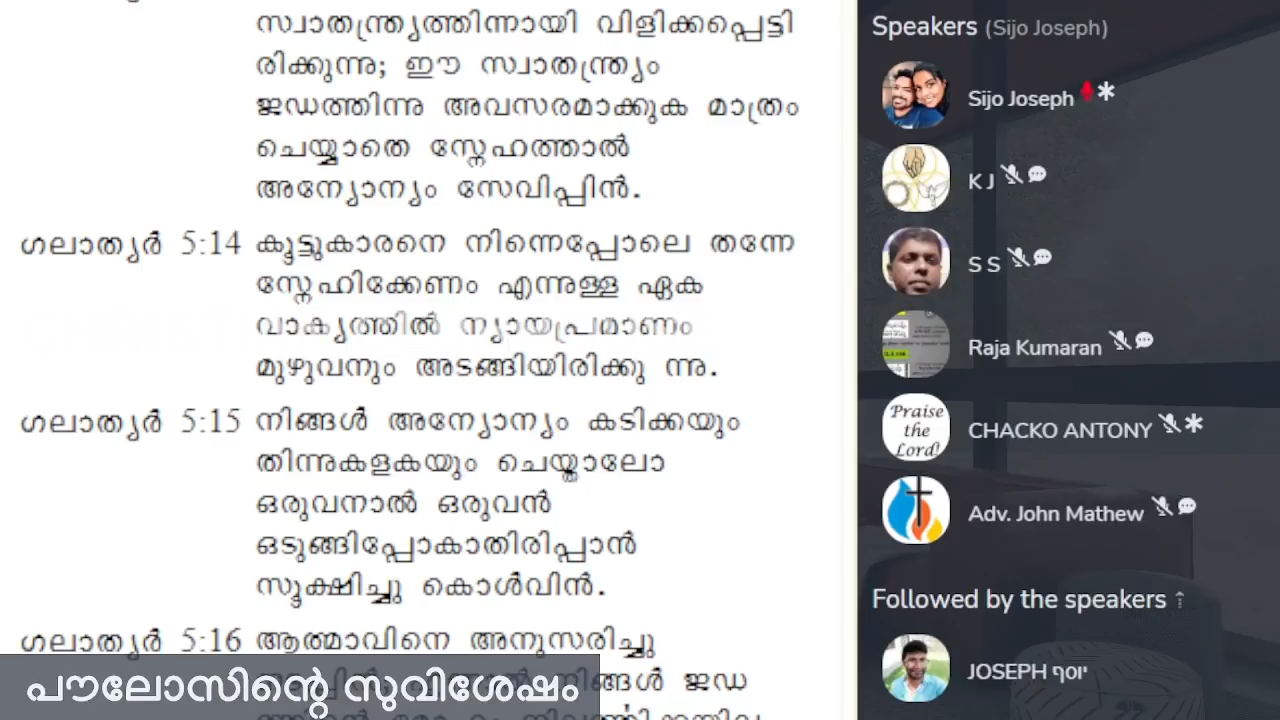 സ്വാതന്ത്ര്യത്തിന്നായി വിളിക്കപ്പെട്ടി
രിക്കുന്നു; ഈ സ്വാതന്ത്ര്യം
ജഡത്തിന്നു അവസരമാക്കുക മാത്രം
ചെയ്യാതെ സ്നേഹത്താൽ
അന്യോന്യം സേവിപ്പിൻ.
ഗലാത്യർ 5:14 കൂട്ടുകാരനെ നിന്നെപ്പോലെ തന്നേ
സ്നേഹിക്കേണം എന്നുള്ള ഏക
വാക്യത്തിൽ ന്യായപ്രമാണം
മുഴുവനും അടങ്ങിയിരിക്കു ന്നു.
ഗലാത്യർ 5:15 നിങ്ങൾ അന്യോന്യം കടിക്കയും
തിന്നുകളകയും ചെയ്താലോ
ഒരുവനാൽ ഒരുവൻ
ഒടുങ്ങിപ്പോകാതിരിപ്പാൻ
സൂക്ഷിച്ചു കൊൾവിൻ.
ഗലാത്യർ 5:16 ആത്മാവിനെ അനുസരിച്ചു
ജഡ
പൗലോസിന്റെ സുവിശേഷം
Speakers (Sijo Joseph)
Sijo Joseph
K J
S S
Raja Kumaran
Praise
the
Lord!
CHACKO ANTONY
Adv. John Mathew
Followed by the speakers
JOSEPH יוסף